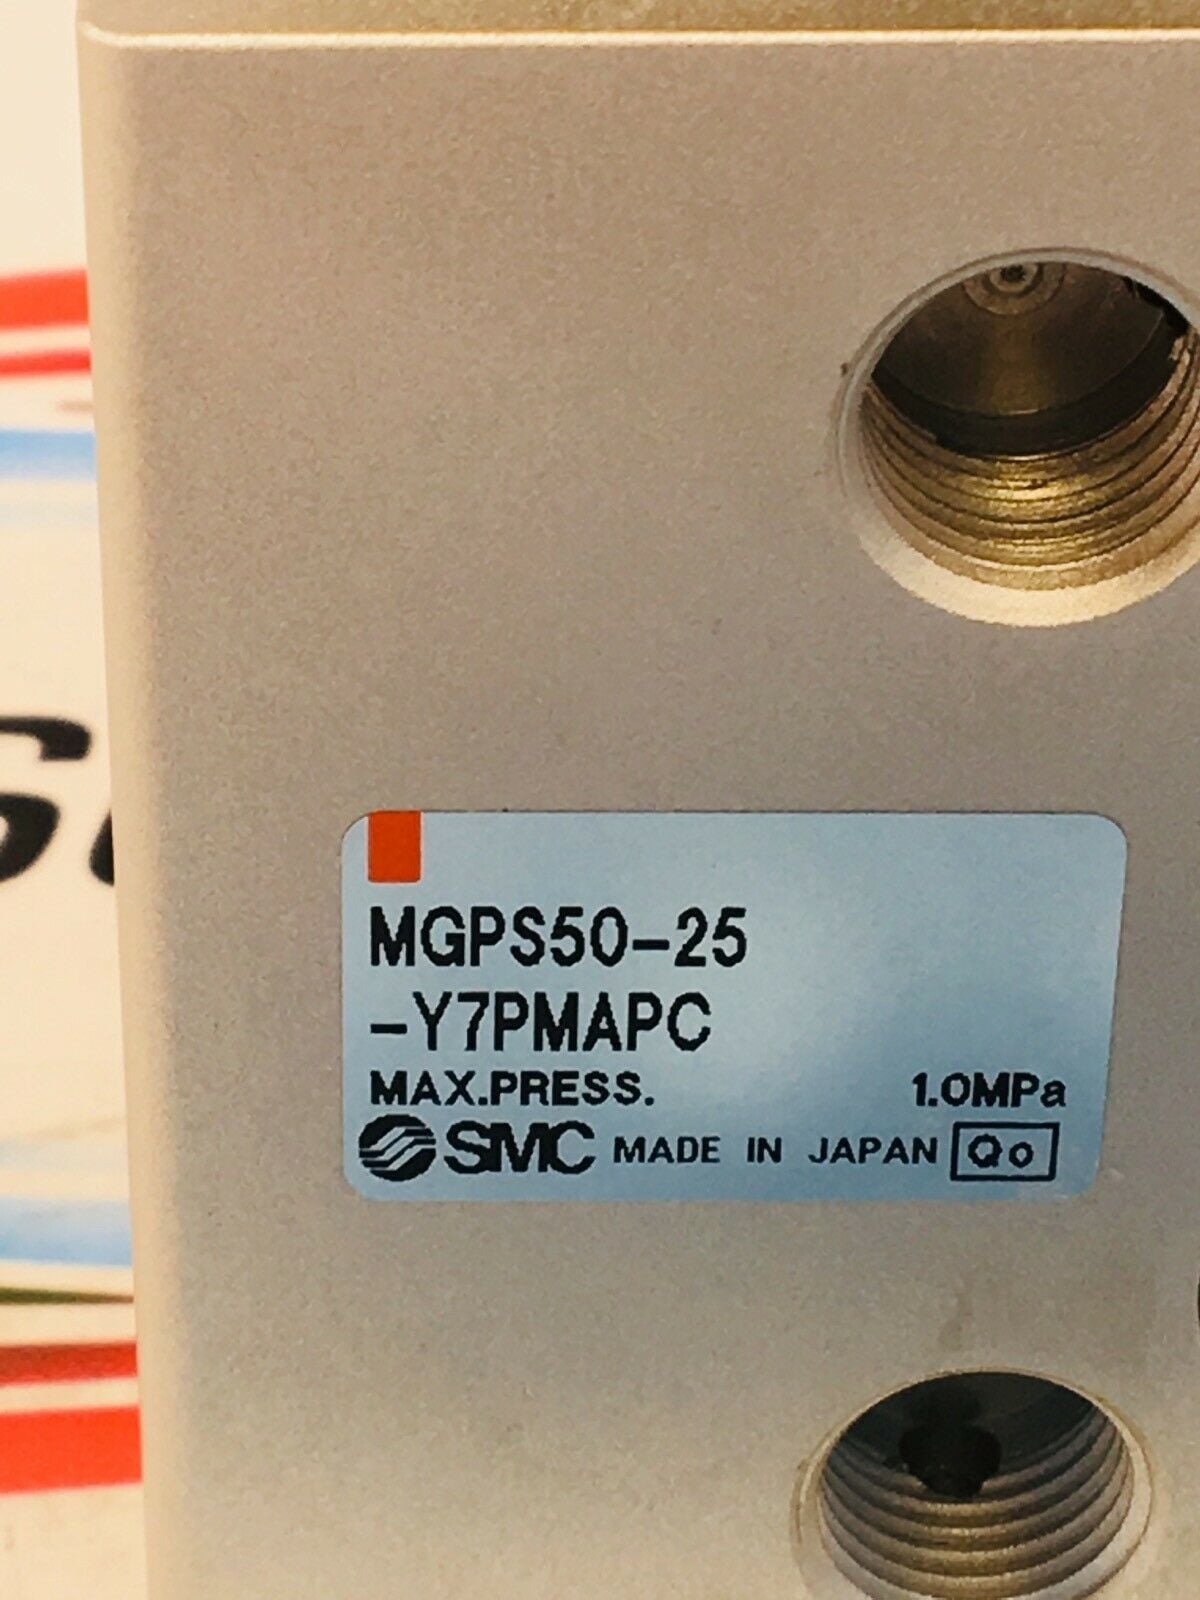 MGPS50-25
-Y7PMAPC
MAX.PRESS. 1.0MPa
SMC MADE IN JAPAN Qo